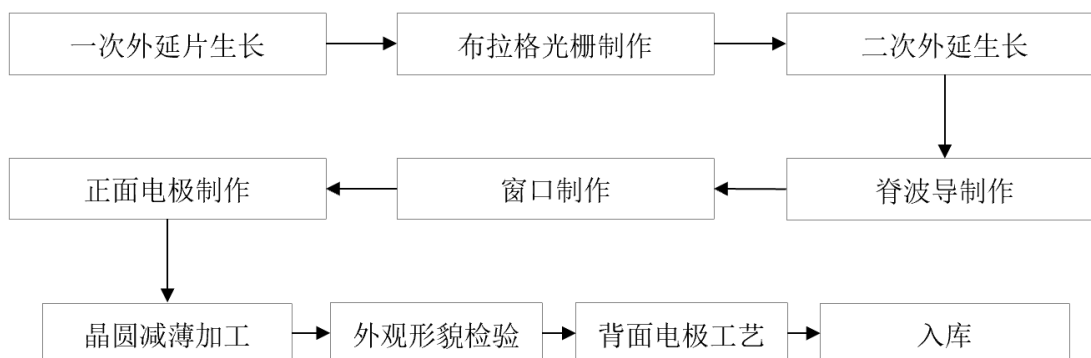 一次外延片生长
布拉格光栅制作
二次外延生长
脊波导制作
窗口制作
正面电极制作
晶圆减薄加工
外观形貌检验
背面电极工艺
入库